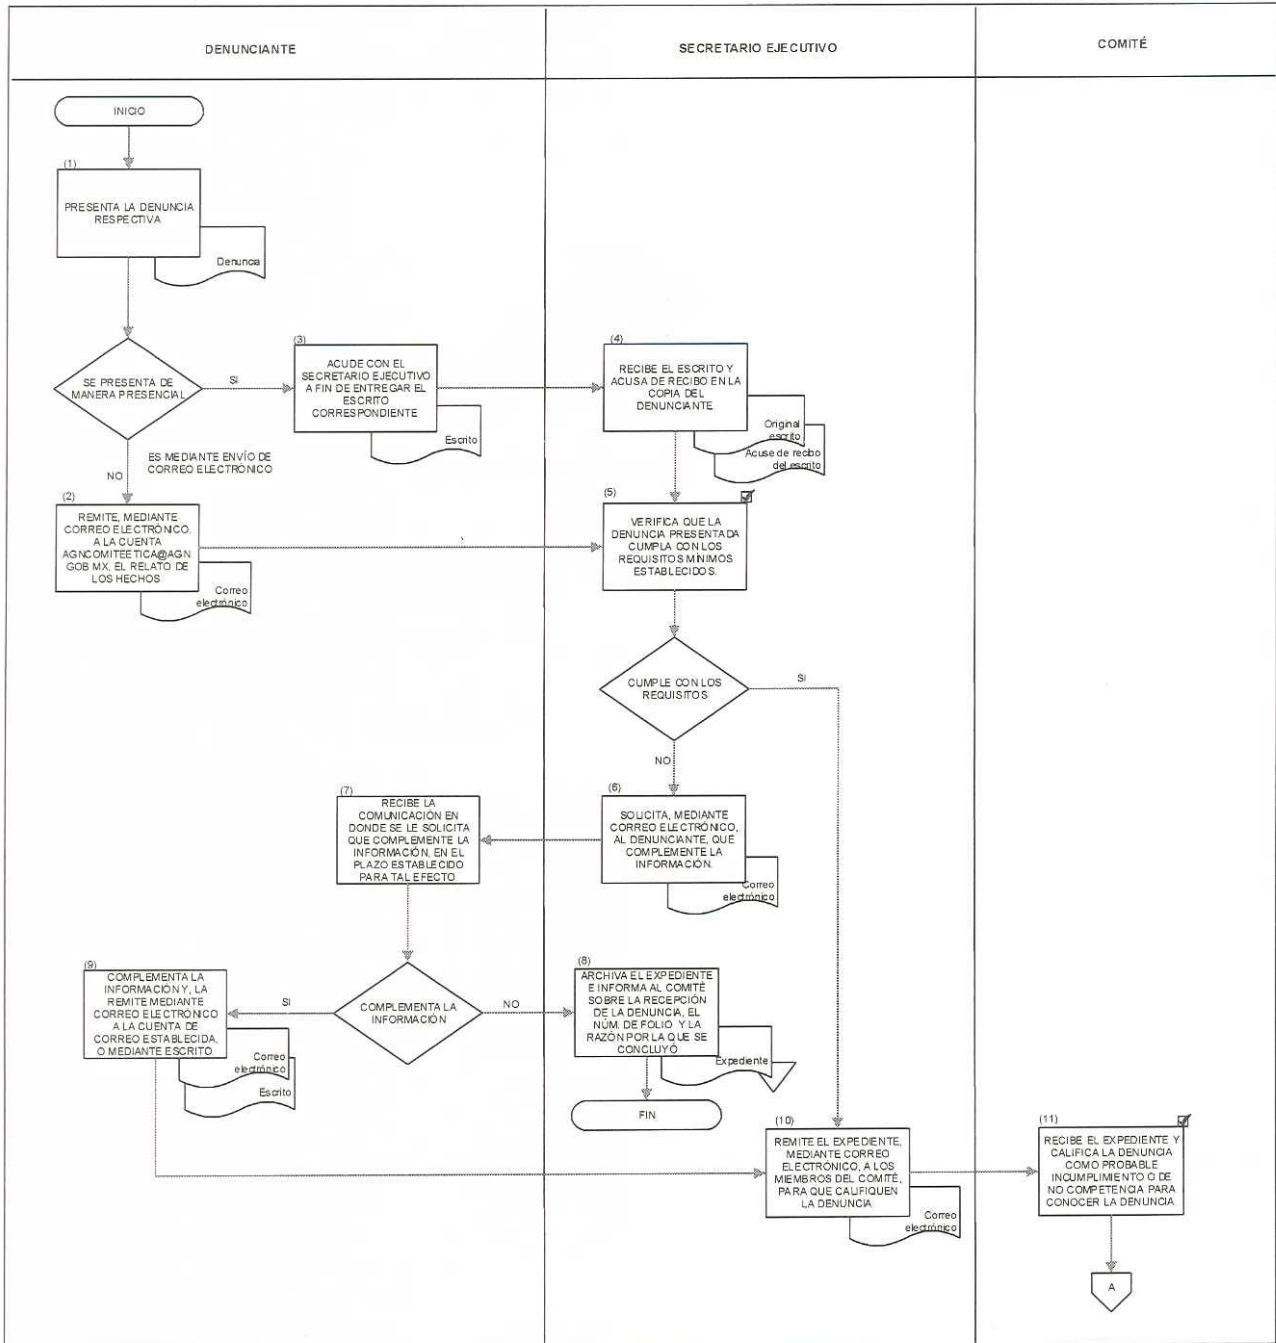 DENUNCIANTE
SECRETARIO EJECUTIVO
COMITÉ
INICIO
(1)
PRESENTA LA DENUNCIA
RESPECTIVA
Denuncia
SE PRESENTA DE
MANERA PRESENCIAL
SI
(3)
ACUDE CON EL
SECRETARIO EJECUTIVO
A FIN DE ENTREGAR EL
ESCRITO
CORRESPONDIENTE
Escrito
(4)
RECIBE EL ESCRITO Y
ACUSA DE RECIBO EN LA
COPIA DEL
DENUNCIANTE
Original
escrito
Acuse de recibo
del escrito
NO
ES MEDIANTE ENVÍO DE
CORREO ELECTRÓNICO
(2)
REMITE, MEDIANTE
CORREO ELECTRÓNICO,
A LA CUENTA
AGNCOMITEETICA@AGN
GOB MX, EL RELATO DE
LOS HECHOS
Correo
electrónico
(5)
VERIFICA QUE LA
DENUNCIA PRESENTADA
CUMPLA CON LOS
REQUISITOS MÍNIMOS
ESTABLECIDOS.
CUMPLE CON LOS
REQUISITOS
SI
NO
(6)
SOLICITA, MEDIANTE
CORREO ELECTRÓNICO,
AL DENUNCIANTE, QUE
COMPLEMENTE LA
INFORMACIÓN.
Correo
electrónico
(7)
RECIBE LA
COMUNICACIÓN EN
DONDE SE LE SOLICITA
QUE COMPLEMENTE LA
INFORMACIÓN, EN EL
PLAZO ESTABLECIDO
PARA TAL EFECTO
COMPLEMENTA LA
INFORMACIÓN
SI
NO
(9)
COMPLEMENTA LA
INFORMACIÓN Y, LA
REMITE MEDIANTE
CORREO ELECTRÓNICO
A LA CUENTA DE
CORREO ESTABLECIDA,
O MEDIANTE ESCRITO
Correo
electrónico
Escrito
(8)
ARCHIVA EL EXPEDIENTE
E INFORMA AL COMITÉ
SOBRE LA RECEPCIÓN
DE LA DENUNCIA, EL
NÚM. DE FOLIO Y LA
RAZÓN POR LA QUE SE
CONCLUYÓ
Expediente
FIN
(10)
REMITE EL EXPEDIENTE,
MEDIANTE CORREO
ELECTRÓNICO, A LOS
MIEMBROS DEL COMITÉ,
PARA QUE CALIFIQUEN
LA DENUNCIA
Correo
electrónico
(11)
RECIBE EL EXPEDIENTE Y
CALIFICA LA DENUNCIA
COMO PROBABLE
INCUMPLIMIENTO O DE
NO COMPETENCIA PARA
CONOCER LA DENUNCIA
A